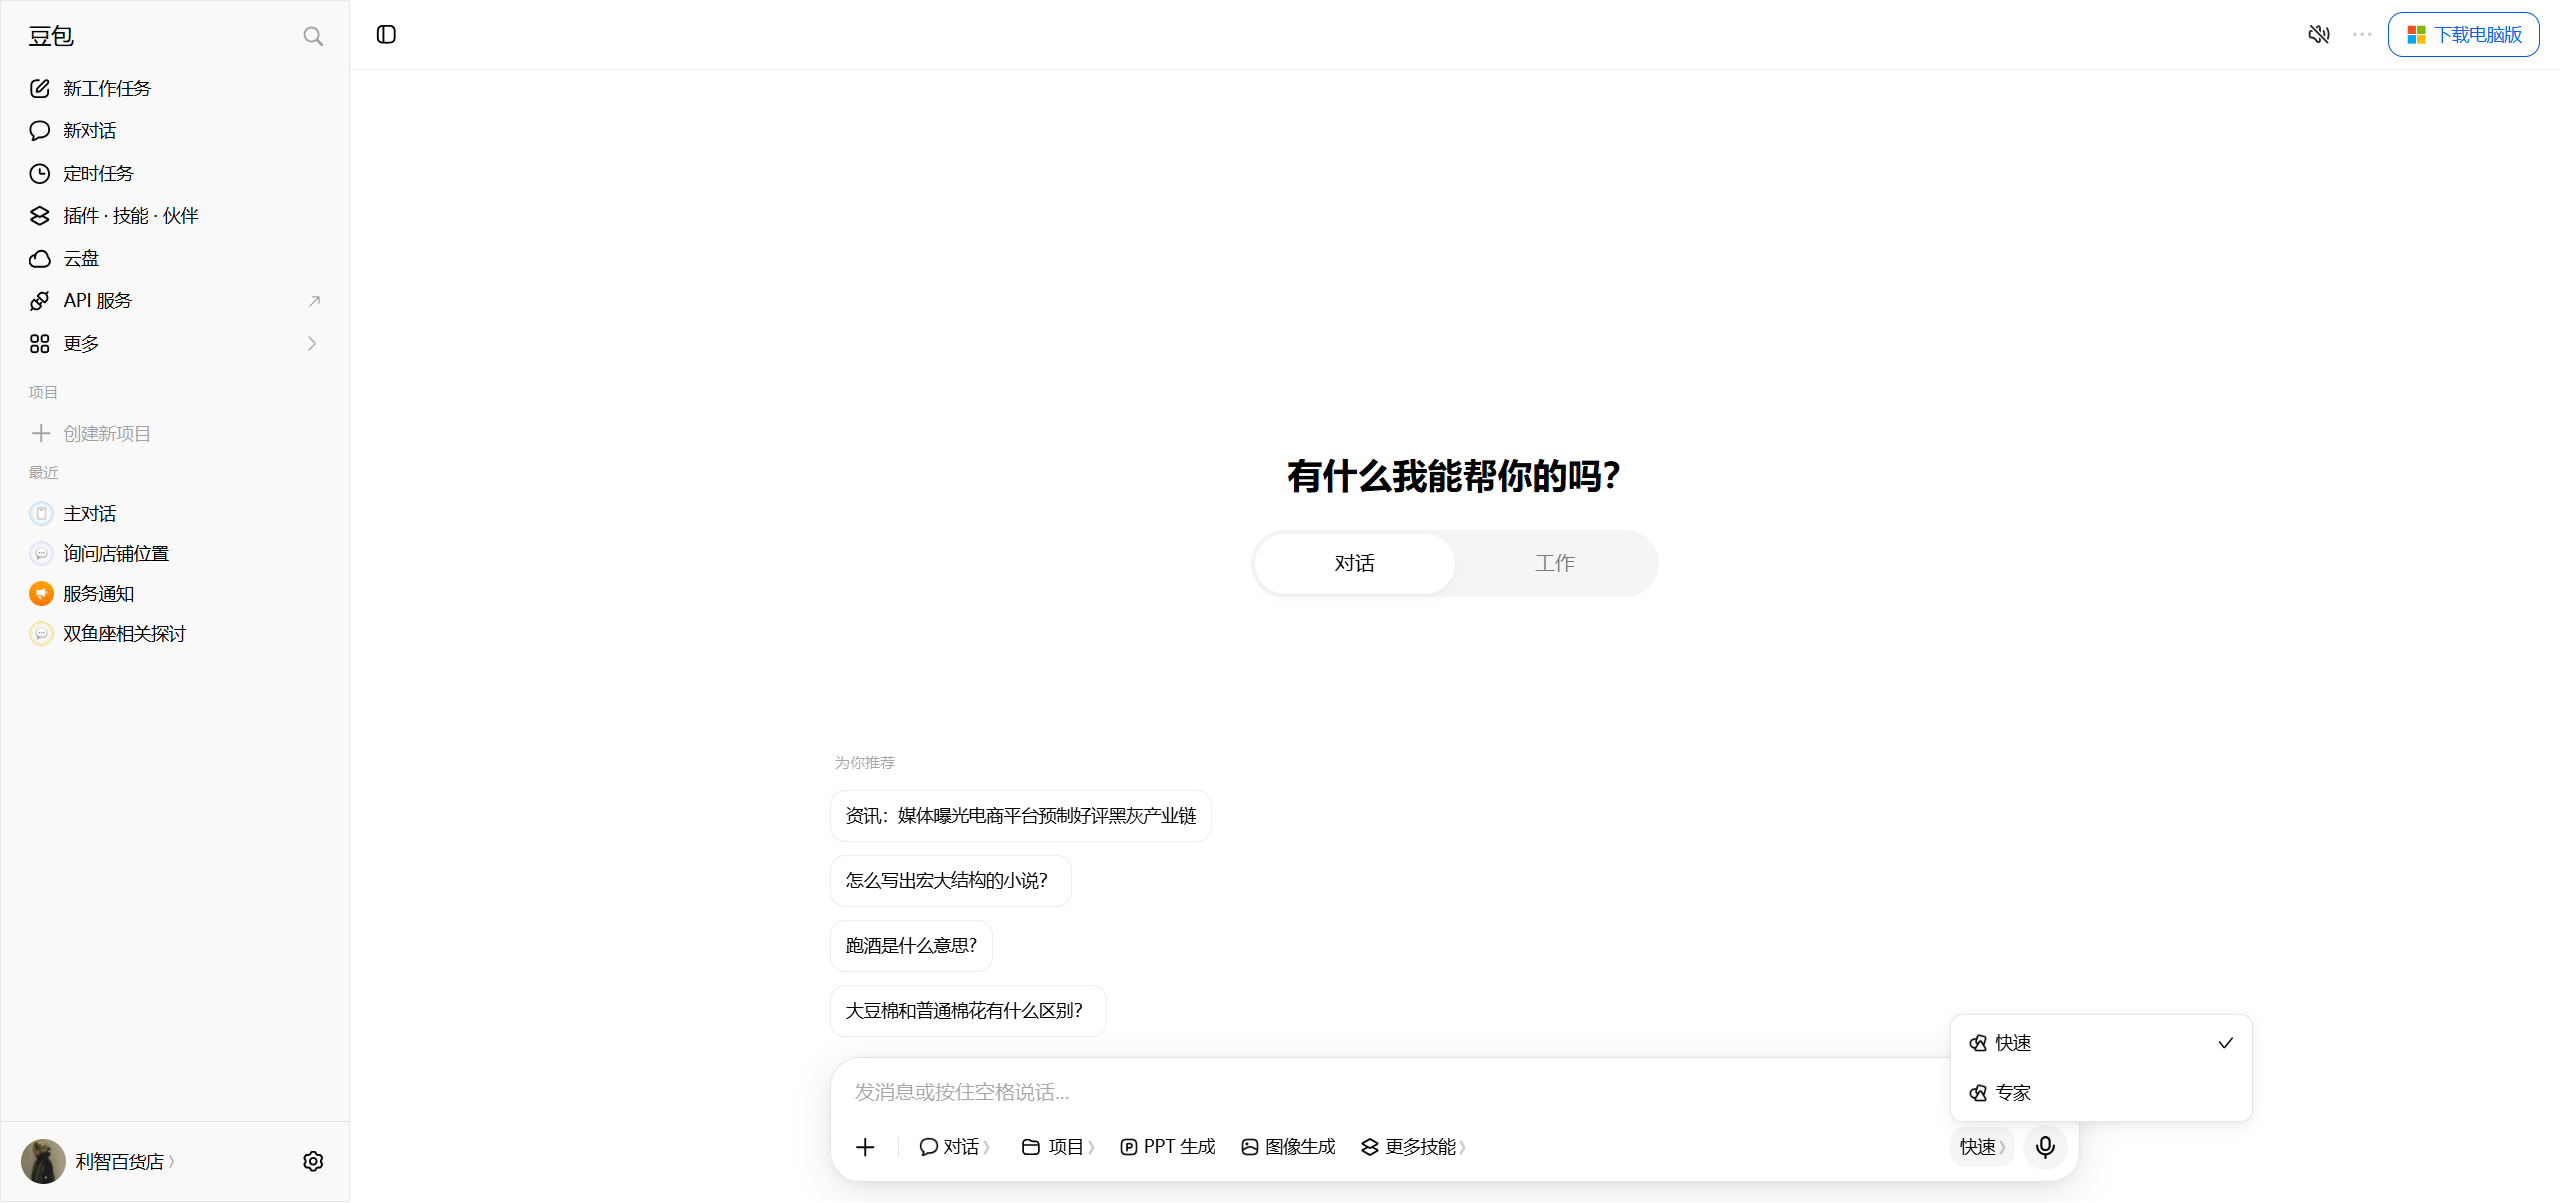 豆包
新工作任务
新对话
定时任务
插件 · 技能 · 伙伴
云盘
API 服务
更多
项目
创建新项目
最近
主对话
询问店铺位置
服务通知
双鱼座相关探讨
利智百货店
下载电脑版
有什么我能帮你的吗？
对话 工作
为你推荐
资讯：媒体曝光电商平台预制好评黑灰产业链
怎么写出宏大结构的小说？
跑酒是什么意思?
大豆棉和普通棉花有什么区别？
快速
专家
发消息或按住空格说话...
对话 项目 PPT 生成 图像生成 更多技能 快速